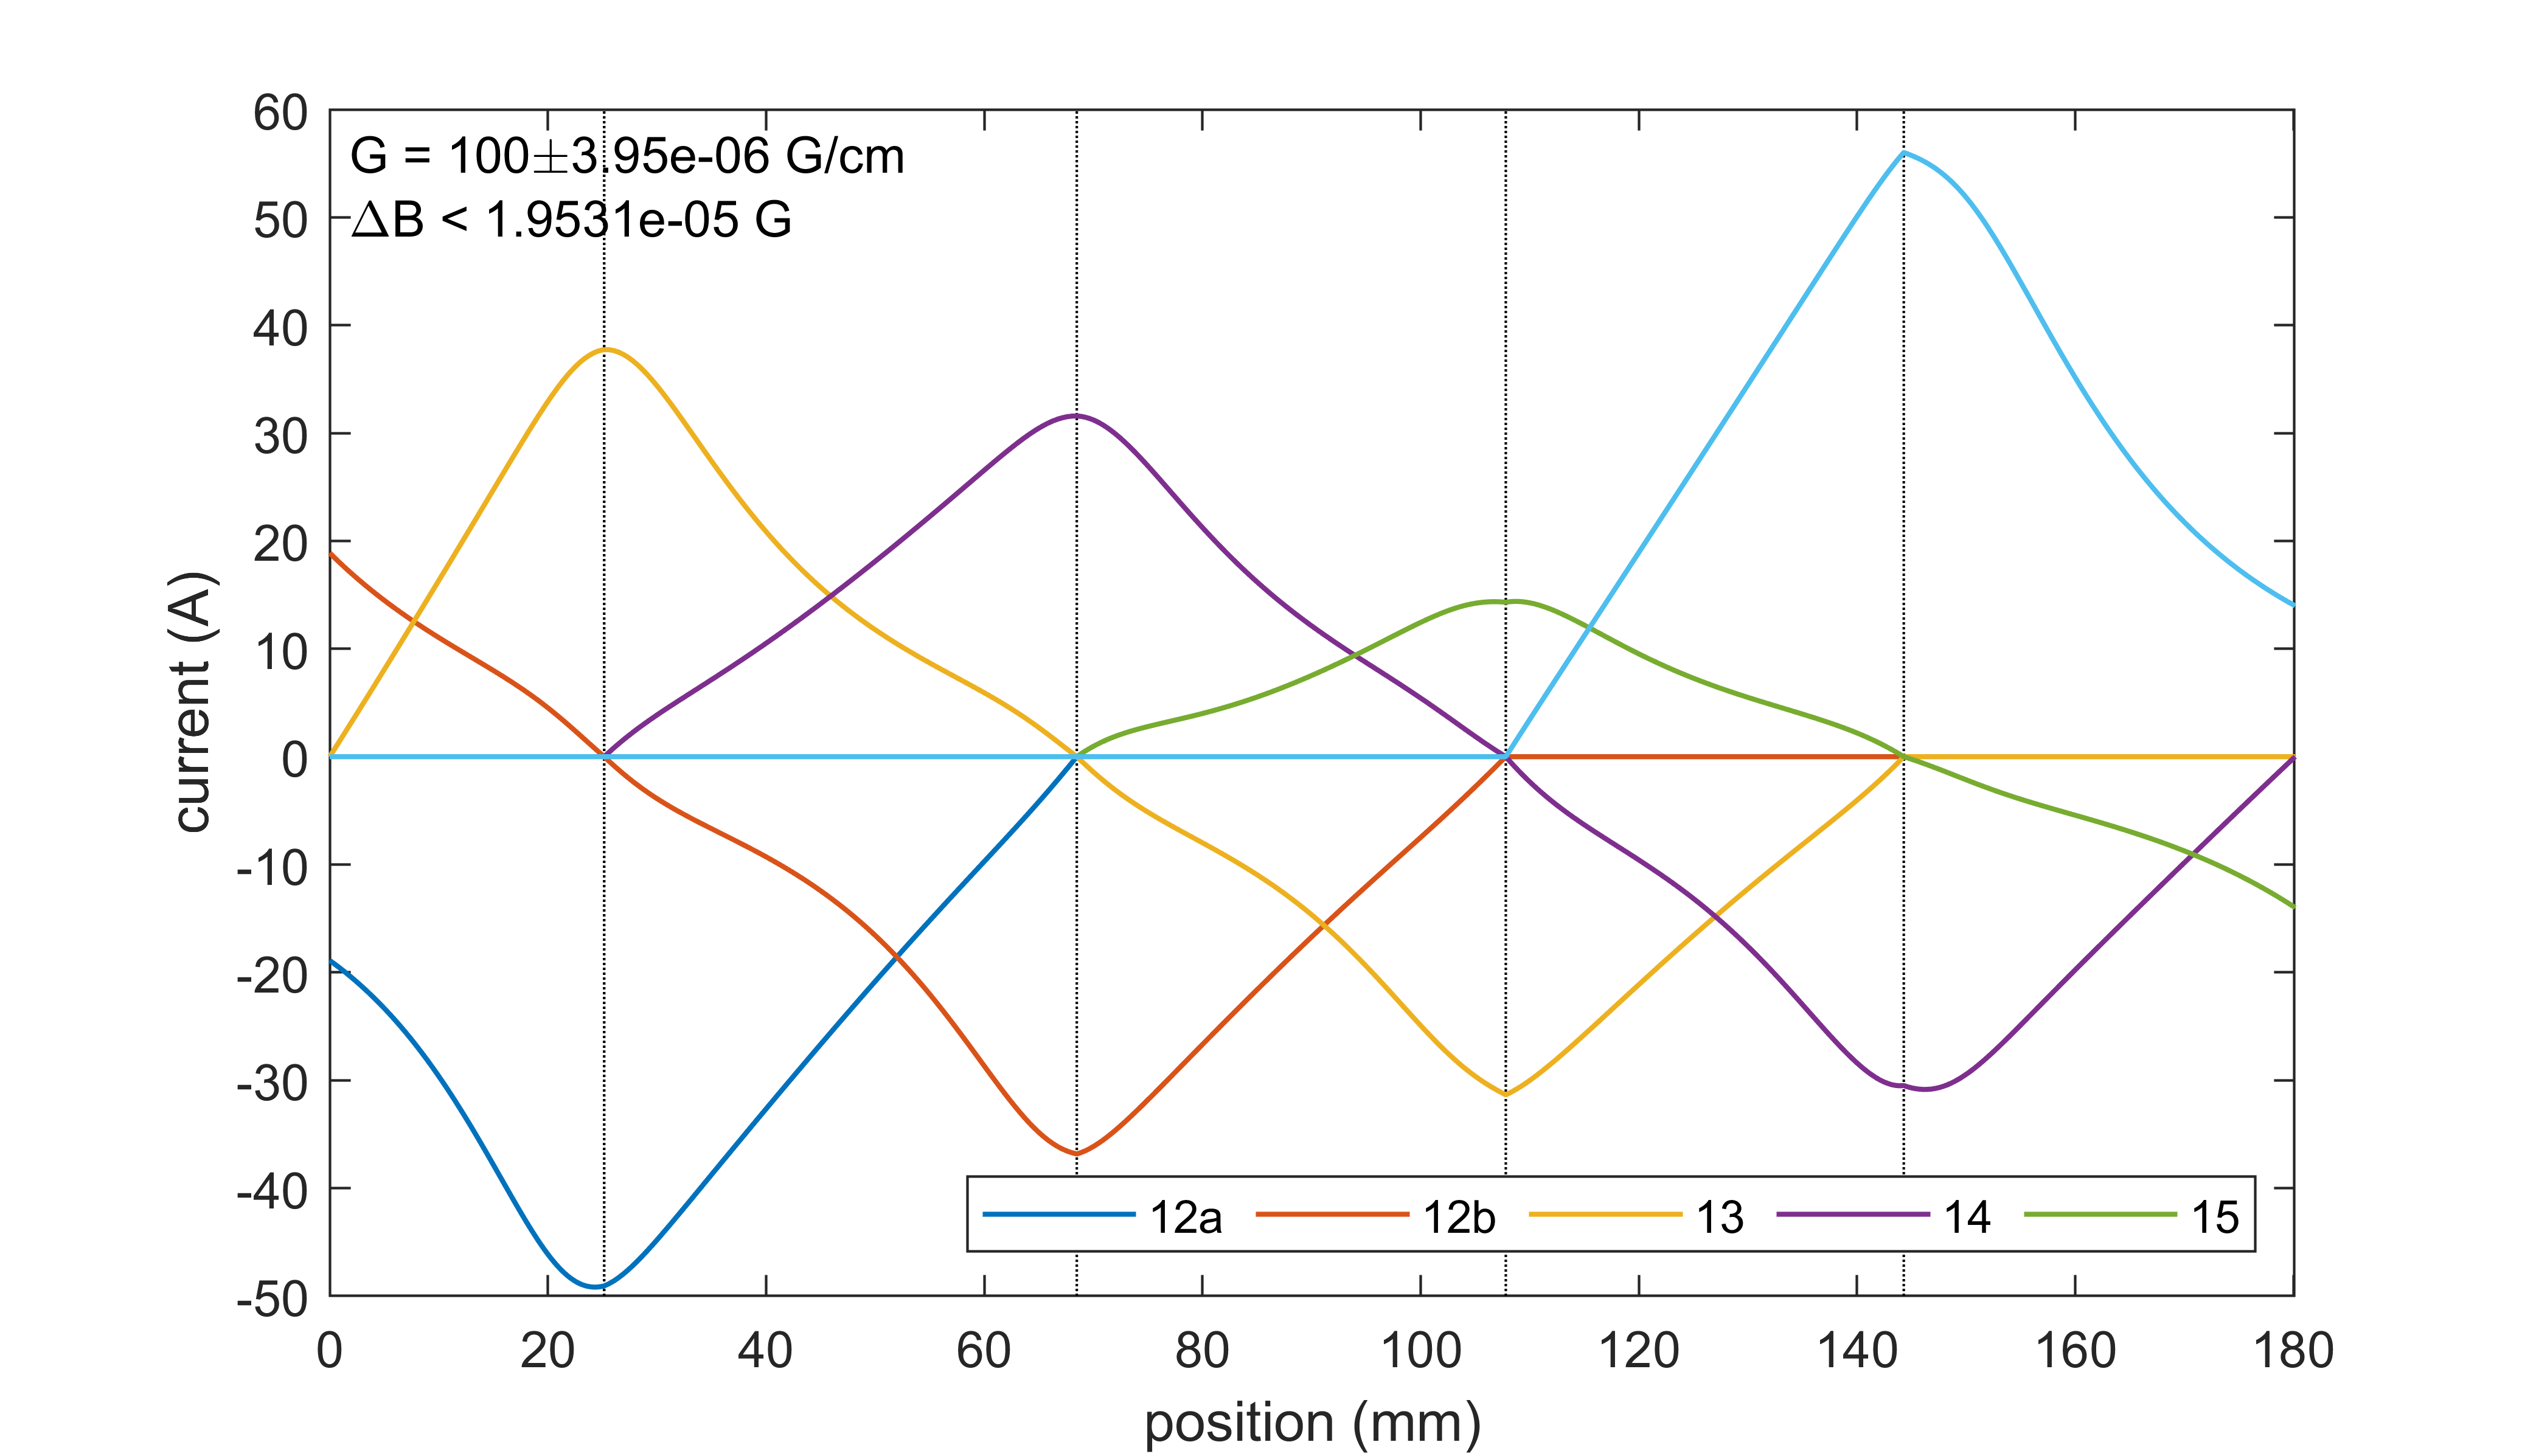 G = 100±3.95e-06 G/cm
ΔB < 1.9531e-05 G
60
50
40
30
20
10
0
-10
-20
-30
-40
-50
current (A)
12a 12b 13 14 15
0 20 40 60 80 100 120 140 160 180
position (mm)